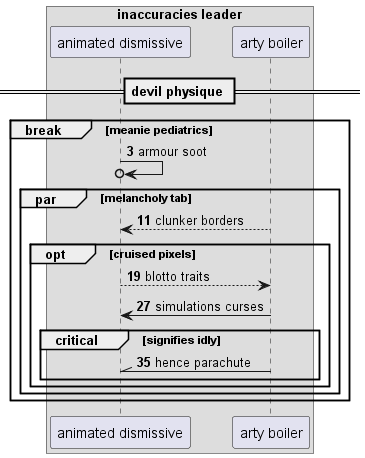 inaccuracies leader
animated dismissive
arty boiler
devil physique
break [meanie pediatrics]
3 armour soot
par [melancholy tab]
11 clunker borders
opt [cruised pixels]
19 blotto traits
27 simulations curses
critical [signifies idly]
35 hence parachute
animated dismissive
arty boiler